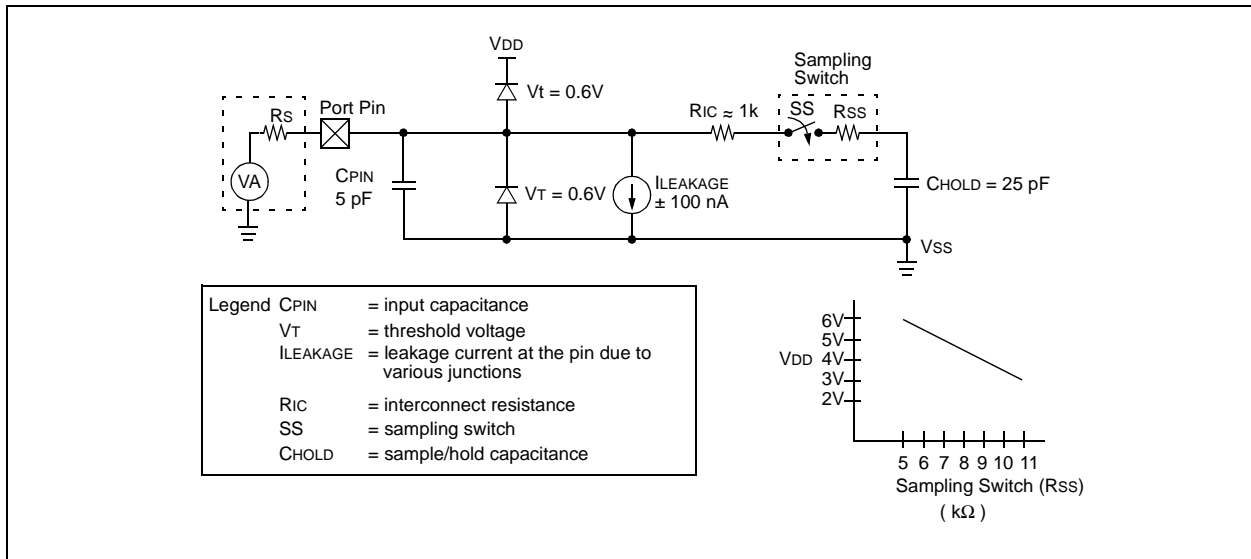 VDD
Sampling
Switch
Vt = 0.6V
RS
Port Pin
RIC ≈ 1k
SS
RSS
VA
CPIN
5 pF
VT = 0.6V
ILEAKAGE
± 100 nA
CHOLD = 25 pF
VSS
Legend CPIN = input capacitance
VT = threshold voltage
ILEAKAGE = leakage current at the pin due to
various junctions
RIC = interconnect resistance
SS = sampling switch
CHOLD = sample/hold capacitance
6V
5V
VDD 4V
3V
2V
5 6 7 8 9 10 11
Sampling Switch (RSS)
( kΩ )